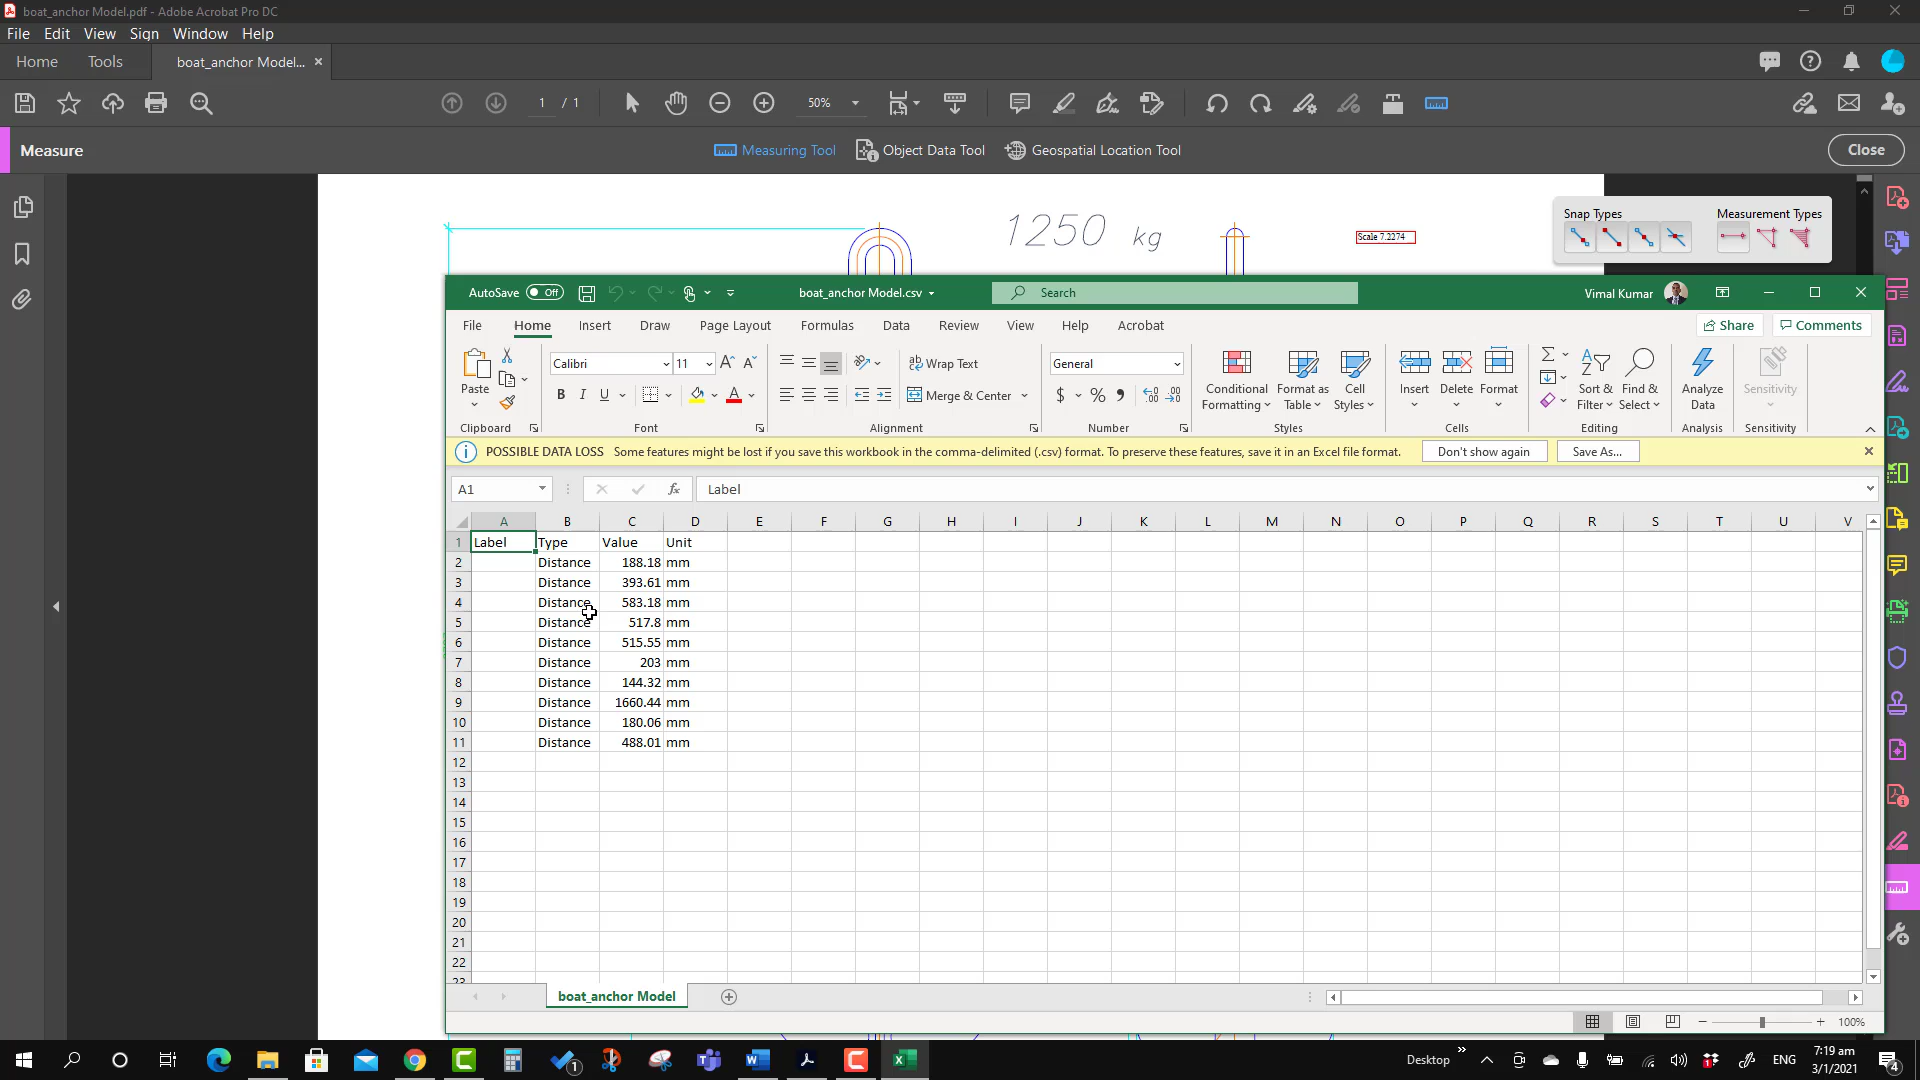 boat_anchor Model.pdf - Adobe Acrobat Pro DC
File Edit View Sign Window Help
Home Tools boat_anchor Model... ×
1 / 1 50%
Measure Measuring Tool Object Data Tool Geospatial Location Tool Close
1250 kg
Scale 7.2274
Snap Types Measurement Types
AutoSave Off boat_anchor Model.csv Search Vimal Kumar
File Home Insert Draw Page Layout Formulas Data Review View Help Acrobat Share Comments
Paste Calibri 11 Wrap Text General Conditional Formatting Format as Table Cell Styles Insert Delete Format Sort & Filter Find & Select Analyze Data Sensitivity
B I U Merge & Center $ %
Clipboard Font Alignment Number Styles Cells Editing Analysis Sensitivity
POSSIBLE DATA LOSS Some features might be lost if you save this workbook in the comma-delimited (.csv) format. To preserve these features, save it in an Excel file format. Don't show again Save As...
A1 fx Label
A B C D E F G H I J K L M N O P Q R S T U V
1 Label Type Value Unit
2 Distance 188.18 mm
3 Distance 393.61 mm
4 Distance 583.18 mm
5 Distance 517.8 mm
6 Distance 515.55 mm
7 Distance 203 mm
8 Distance 144.32 mm
9 Distance 1660.44 mm
10 Distance 180.06 mm
11 Distance 488.01 mm
12
13
14
15
16
17
18
19
20
21
22
23
boat_anchor Model
100%
Desktop ENG 7:19 am
3/1/2021